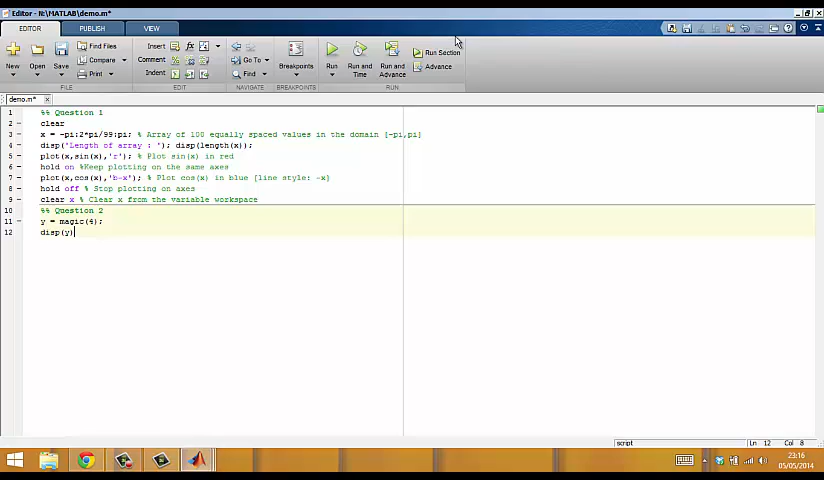 Editor - N:\MATLAB\demo.m*
EDITOR PUBLISH VIEW
New Open Save Find Files Compare Print
Insert Comment Indent
Go To Find
Breakpoints
Run Run and Time Run and Advance Run Section Advance
FILE EDIT NAVIGATE BREAKPOINTS RUN
demo.m*
1 %% Question 1
2 clear
3 x = -pi:2*pi/99:pi; % Array of 100 equally spaced values in the domain [-pi,pi]
4 disp('Length of array : '); disp(length(x));
5 plot(x,sin(x),'r'); % Plot sin(x) in red
6 hold on %Keep plotting on the same axes
7 plot(x,cos(x),'b-x'); % Plot cos(x) in blue [line style: -x]
8 hold off % Stop plotting on axes
9 clear x % Clear x from the variable workspace
10 %% Question 2
11 y = magic(4);
12 disp(y)
script Ln 12 Col 8
23:16
05/05/2014